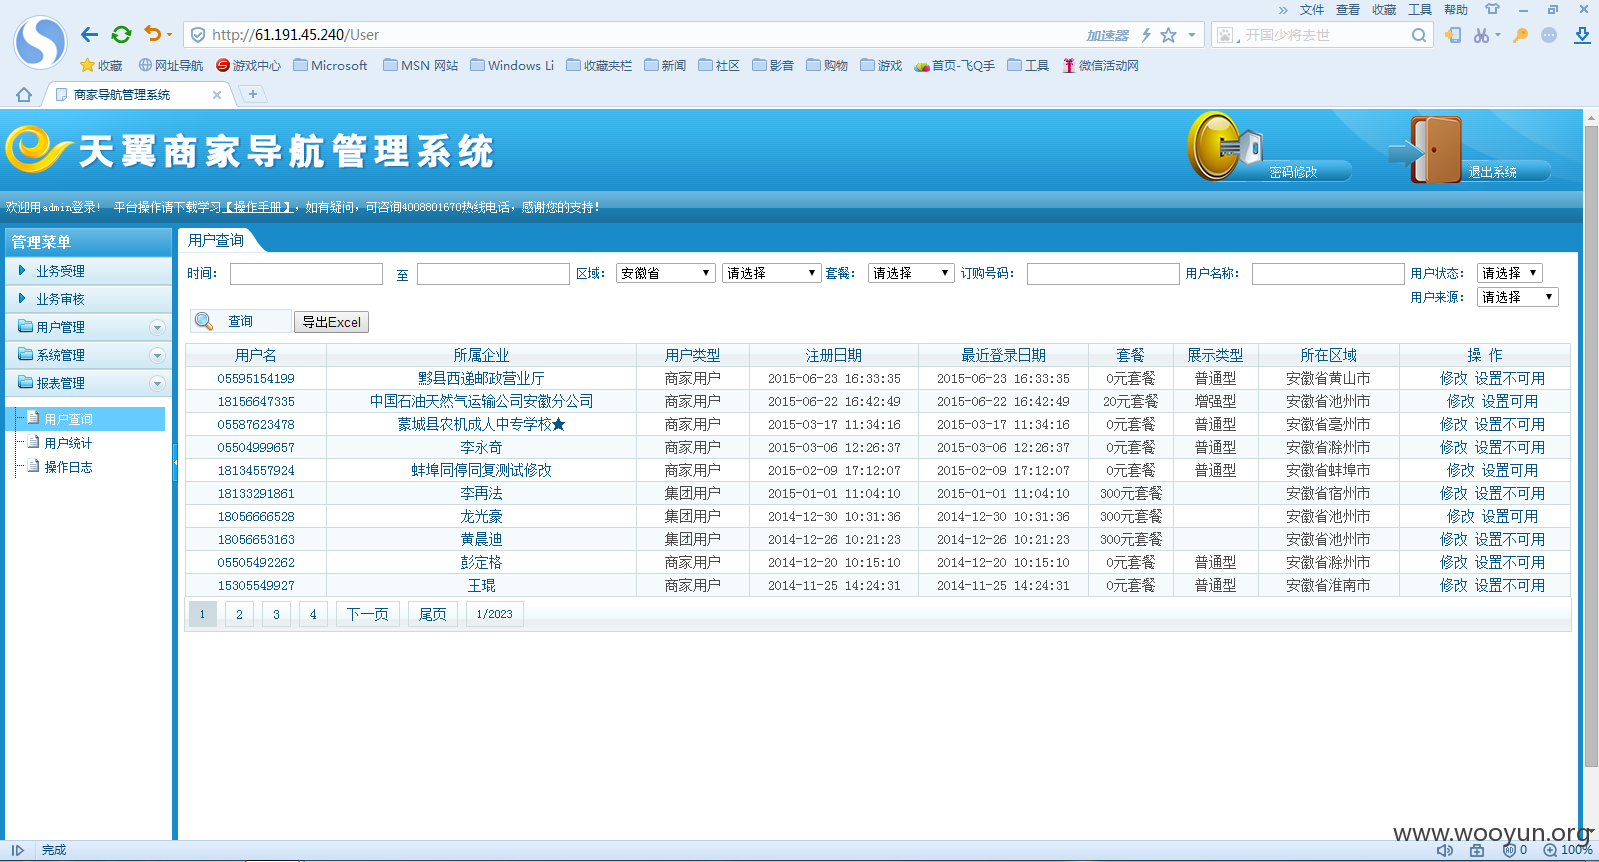 文件 查看 收藏 工具 帮助
http://61.191.45.240/User
加速器
开国少将去世
收藏 网址导航 游戏中心 Microsoft MSN 网站 Windows Li 收藏夹栏 新闻 社区 影音 购物 游戏 首页-飞Q手 工具 微信活动网
商家导航管理系统
天翼商家导航管理系统
密码修改
退出系统
欢迎用admin登录! 平台操作请下载学习【操作手册】,如有疑问,可咨询4008801670热线电话,感谢您的支持!
管理菜单
业务受理
业务审核
用户管理
系统管理
报表管理
用户查询
用户统计
操作日志
用户查询
时间: 至 区域: 安徽省 请选择 套餐: 请选择 订购号码: 用户名称: 用户状态: 请选择
用户来源: 请选择
查询 导出Excel
用户名 所属企业 用户类型 注册日期 最近登录日期 套餐 展示类型 所在区域 操 作
05595154199 黟县西递邮政营业厅 商家用户 2015-06-23 16:33:35 2015-06-23 16:33:35 0元套餐 普通型 安徽省黄山市 修改 设置不可用
18156647335 中国石油天然气运输公司安徽分公司 商家用户 2015-06-22 16:42:49 2015-06-22 16:42:49 20元套餐 增强型 安徽省池州市 修改 设置可用
05587623478 蒙城县农机成人中专学校★ 商家用户 2015-03-17 11:34:16 2015-03-17 11:34:16 0元套餐 普通型 安徽省亳州市 修改 设置不可用
05504999657 李永奇 商家用户 2015-03-06 12:26:37 2015-03-06 12:26:37 0元套餐 普通型 安徽省滁州市 修改 设置不可用
18134557924 蚌埠同停同复测试修改 商家用户 2015-02-09 17:12:07 2015-02-09 17:12:07 0元套餐 普通型 安徽省蚌埠市 修改 设置可用
18133291861 李再法 集团用户 2015-01-01 11:04:10 2015-01-01 11:04:10 300元套餐 安徽省宿州市 修改 设置不可用
18056666528 龙光豪 集团用户 2014-12-30 10:31:36 2014-12-30 10:31:36 300元套餐 安徽省池州市 修改 设置可用
18056653163 黄晨迪 集团用户 2014-12-26 10:21:23 2014-12-26 10:21:23 300元套餐 安徽省池州市 修改 设置不可用
05505492262 彭定格 商家用户 2014-12-20 10:15:10 2014-12-20 10:15:10 0元套餐 普通型 安徽省滁州市 修改 设置不可用
15305549927 王琨 商家用户 2014-11-25 14:24:31 2014-11-25 14:24:31 0元套餐 普通型 安徽省淮南市 修改 设置不可用
1 2 3 4 下一页 尾页 1/2023
www.wooyun.org
完成
0 100%